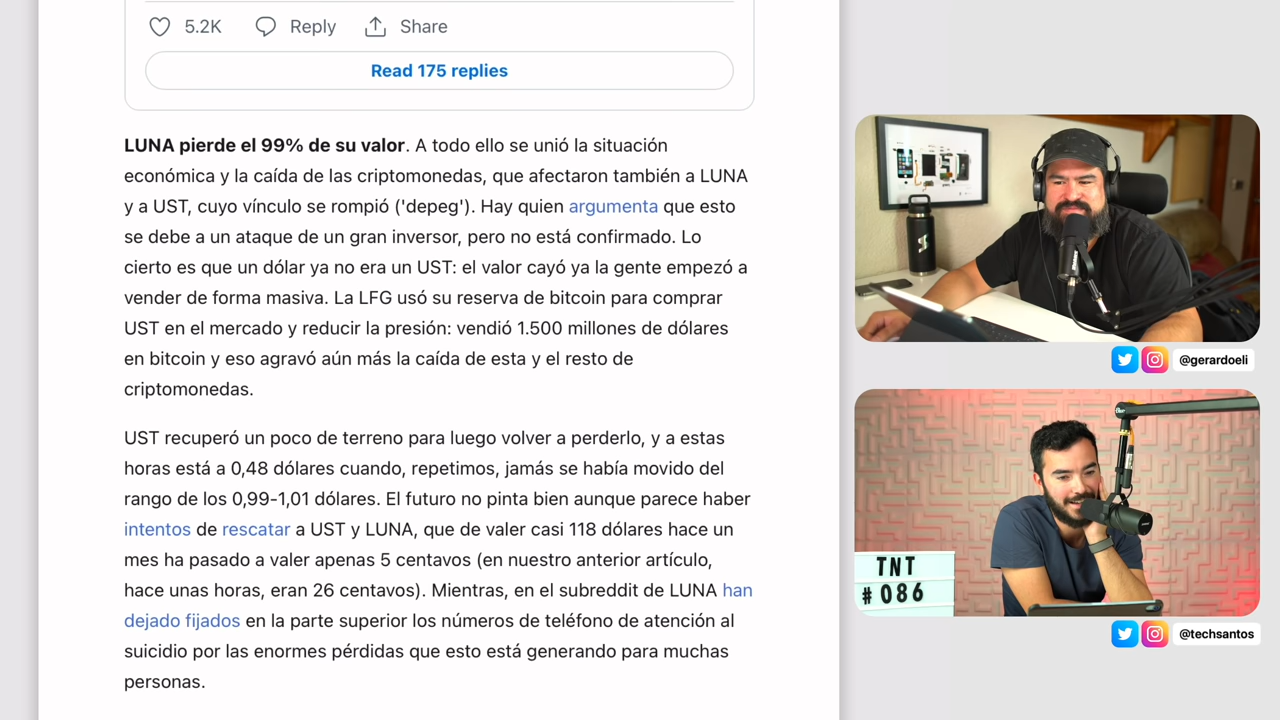 5.2K Reply Share
Read 175 replies
LUNA pierde el 99% de su valor. A todo ello se unió la situación
económica y la caída de las criptomonedas, que afectaron también a LUNA
y a UST, cuyo vínculo se rompió ('depeg'). Hay quien argumenta que esto
se debe a un ataque de un gran inversor, pero no está confirmado. Lo
cierto es que un dólar ya no era un UST: el valor cayó ya la gente empezó a
vender de forma masiva. La LFG usó su reserva de bitcoin para comprar
UST en el mercado y reducir la presión: vendió 1.500 millones de dólares
en bitcoin y eso agravó aún más la caída de esta y el resto de
criptomonedas.
UST recuperó un poco de terreno para luego volver a perderlo, y a estas
horas está a 0,48 dólares cuando, repetimos, jamás se había movido del
rango de los 0,99-1,01 dólares. El futuro no pinta bien aunque parece haber
intentos de rescatar a UST y LUNA, que de valer casi 118 dólares hace un
mes ha pasado a valer apenas 5 centavos (en nuestro anterior artículo,
hace unas horas, eran 26 centavos). Mientras, en el subreddit de LUNA han
dejado fijados en la parte superior los números de teléfono de atención al
suicidio por las enormes pérdidas que esto está generando para muchas
personas.
@gerardoeli
TNT
#086
@techsantos